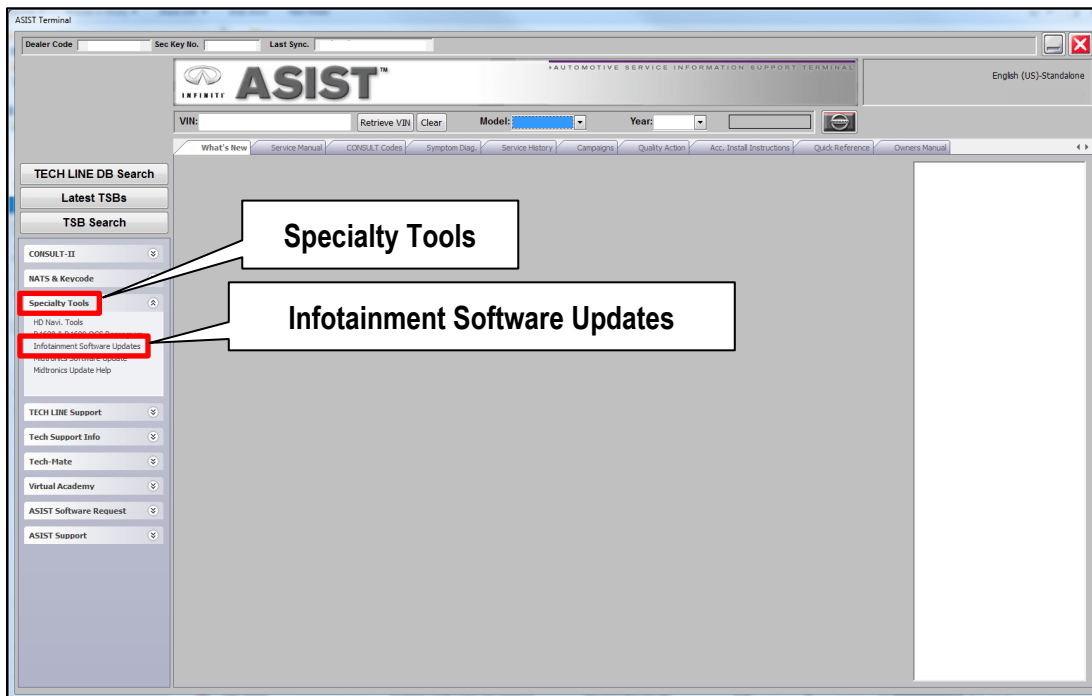 ASIST Terminal
Dealer Code Sec Key No. Last Sync.
INFINITI ASIST™ AUTOMOTIVE SERVICE INFORMATION SUPPORT TERMINAL
English (US)-Standalone
VIN: Retrieve VIN Clear Model: Year:
What's New Service Manual CONSULT Codes Symptom Diag. Service History Campaigns Quality Action Acc. Install Instructions Quick Reference Owners Manual
TECH LINE DB Search
Latest TSBs
TSB Search
CONSULT-II
NATS & Keycode
Specialty Tools
HD Navi. Tools
Infotainment Software Updates
Midtronics Software Update
Midtronics Update Help
TECH LINE Support
Tech Support Info
Tech-Mate
Virtual Academy
ASIST Software Request
ASIST Support
Specialty Tools
Infotainment Software Updates